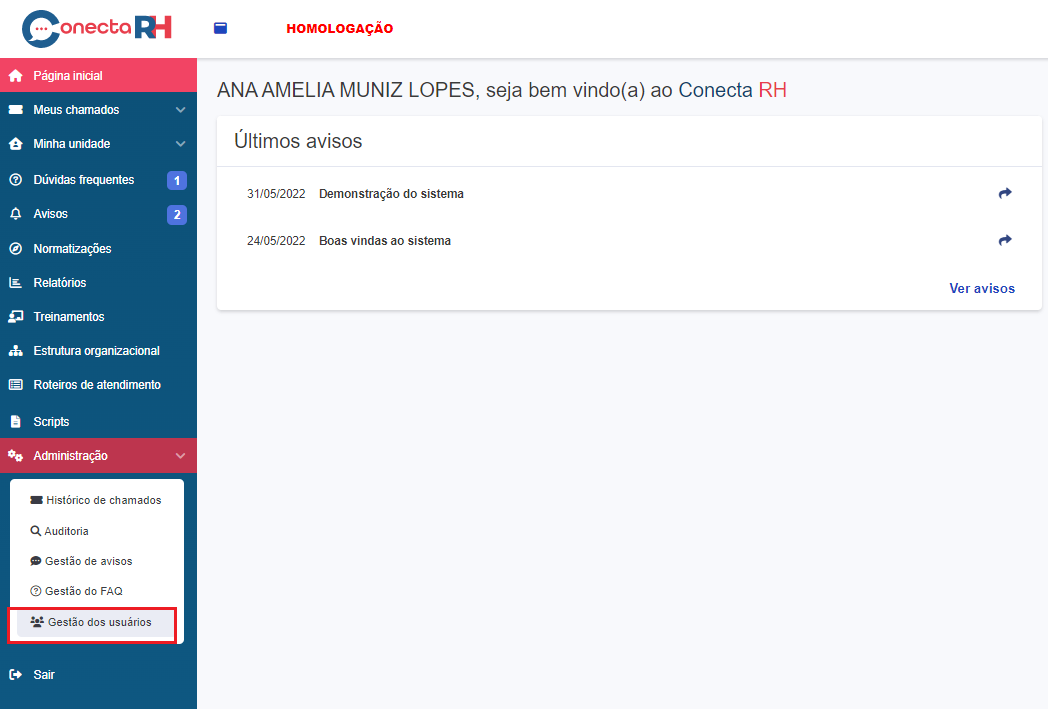 Conecta RH
HOMOLOGAÇÃO
Página inicial
Meus chamados
Minha unidade
Dúvidas frequentes 1
Avisos 2
Normatizações
Relatórios
Treinamentos
Estrutura organizacional
Roteiros de atendimento
Scripts
Administração
Histórico de chamados
Auditoria
Gestão de avisos
Gestão do FAQ
Gestão dos usuários
Sair
ANA AMELIA MUNIZ LOPES, seja bem vindo(a) ao Conecta RH
Últimos avisos
31/05/2022 Demonstração do sistema
24/05/2022 Boas vindas ao sistema
Ver avisos